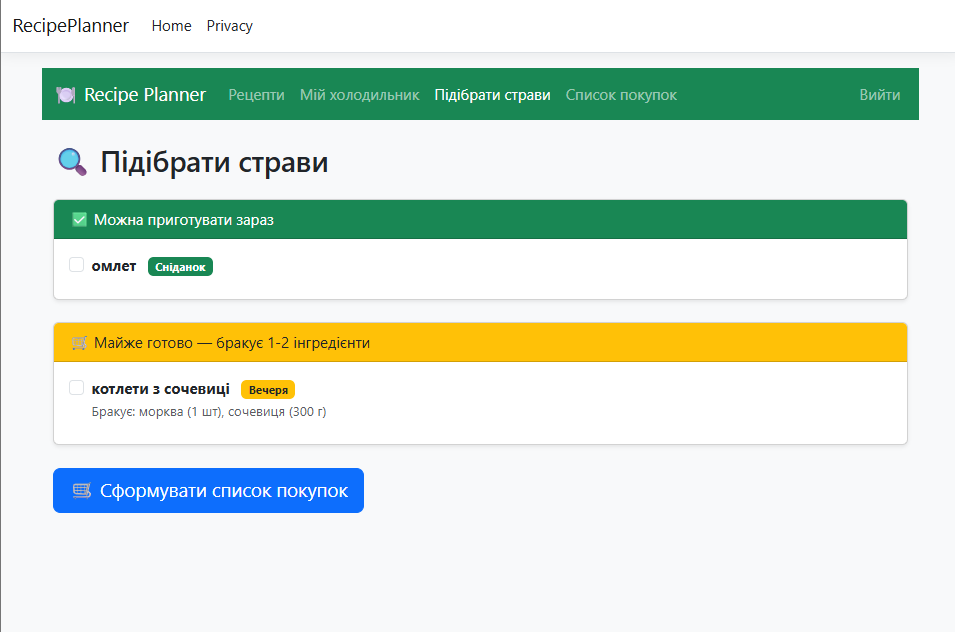 RecipePlanner Home Privacy
Recipe Planner Рецепти Мій холодильник Підібрати страви Список покупок Вийти
Підібрати страви
Можна приготувати зараз
омлет Сніданок
Майже готово — бракує 1-2 інгредієнти
котлети з сочевиці Вечеря
Бракує: морква (1 шт), сочевиця (300 г)
Сформувати список покупок